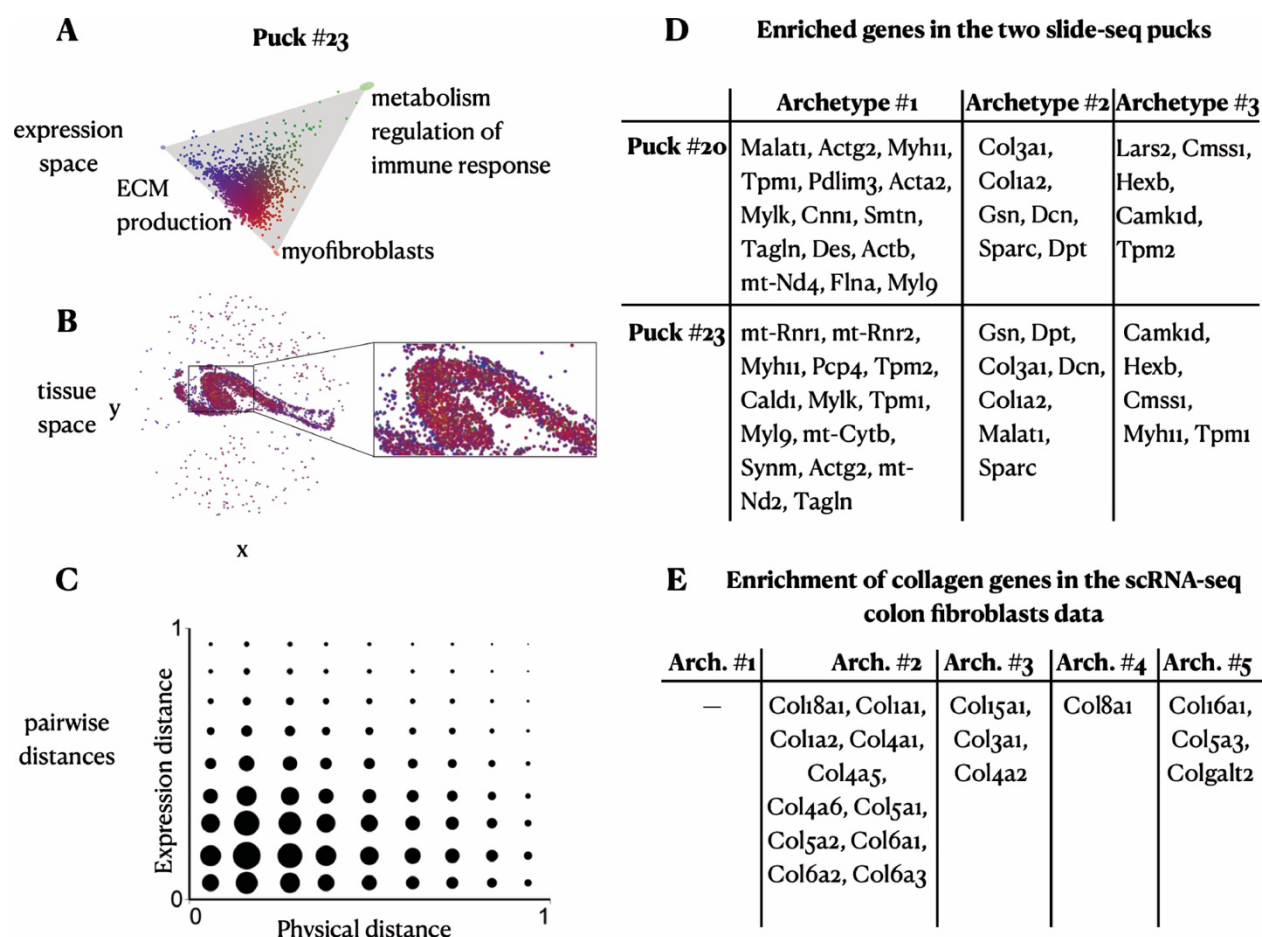 A
Puck #23
expression
space
metabolism
regulation of
immune response
ECM
production
myofibroblasts
B
tissue
space
y
x
C
pairwise
distances
Expression distance
1
0
0
1
Physical distance
D
Enriched genes in the two slide-seq pucks
Archetype #1 Archetype #2 Archetype #3
Puck #20
Malat1, Actg2, Myh11,
Tpm1, Pdlim3, Acta2,
Mylk, Cnn1, Smtn,
Tagln, Des, Actb,
mt-Nd4, Flna, Myl9
Col3a1,
Col1a2,
Gsn, Dcn,
Sparc, Dpt
Lars2, Cmss1,
Hexb,
Camk1d,
Tpm2
Puck #23
mt-Rnr1, mt-Rnr2,
Myh11, Pcp4, Tpm2,
Cald1, Mylk, Tpm1,
Myl9, mt-Cytb,
Synm, Actg2, mt-
Nd2, Tagln
Gsn, Dpt,
Col3a1, Dcn,
Col1a2,
Malat1,
Sparc
Camk1d,
Hexb,
Cmss1,
Myh11, Tpm1
E
Enrichment of collagen genes in the scRNA-seq
colon fibroblasts data
Arch. #1 Arch. #2 Arch. #3 Arch. #4 Arch. #5
–
Col18a1, Col1a1,
Col1a2, Col4a1,
Col4a5,
Col4a6, Col5a1,
Col5a2, Col6a1,
Col6a2, Col6a3
Col15a1,
Col3a1,
Col4a2
Col8a1
Col16a1,
Col5a3,
Colgalt2